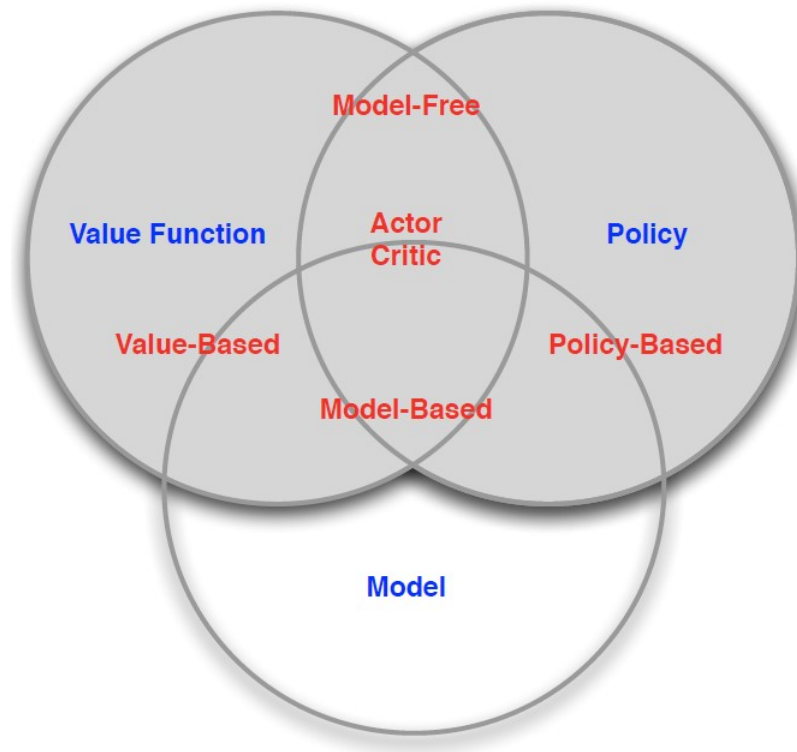 Model-Free
Value Function
Actor
Critic
Policy
Value-Based
Policy-Based
Model-Based
Model